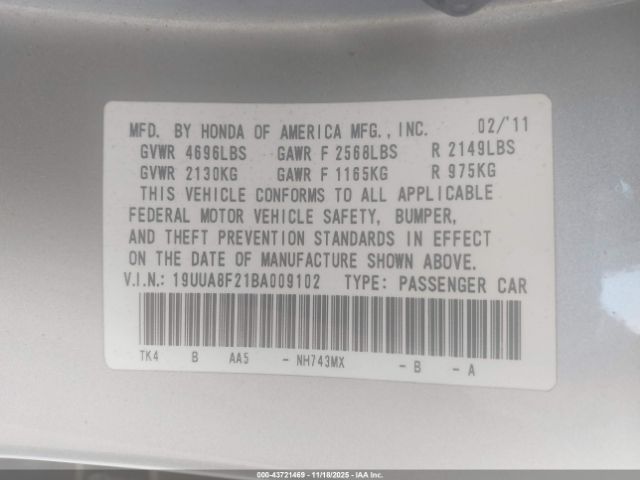 MFD. BY HONDA OF AMERICA MFG., INC. 02/'11
GVWR 4696LBS GAWR F 2568LBS R 2149LBS
GVWR 2130KG GAWR F 1165KG R 975KG
THIS VEHICLE CONFORMS TO ALL APPLICABLE
FEDERAL MOTOR VEHICLE SAFETY, BUMPER,
AND THEFT PREVENTION STANDARDS IN EFFECT
ON THE DATE OF MANUFACTURE SHOWN ABOVE.
V.I.N.: 19UUA8F21BA009102 TYPE: PASSENGER CAR
TK4 B AA5 - NH743MX - B - A
000-43721469 - 11/18/2025 - IAAI.COM